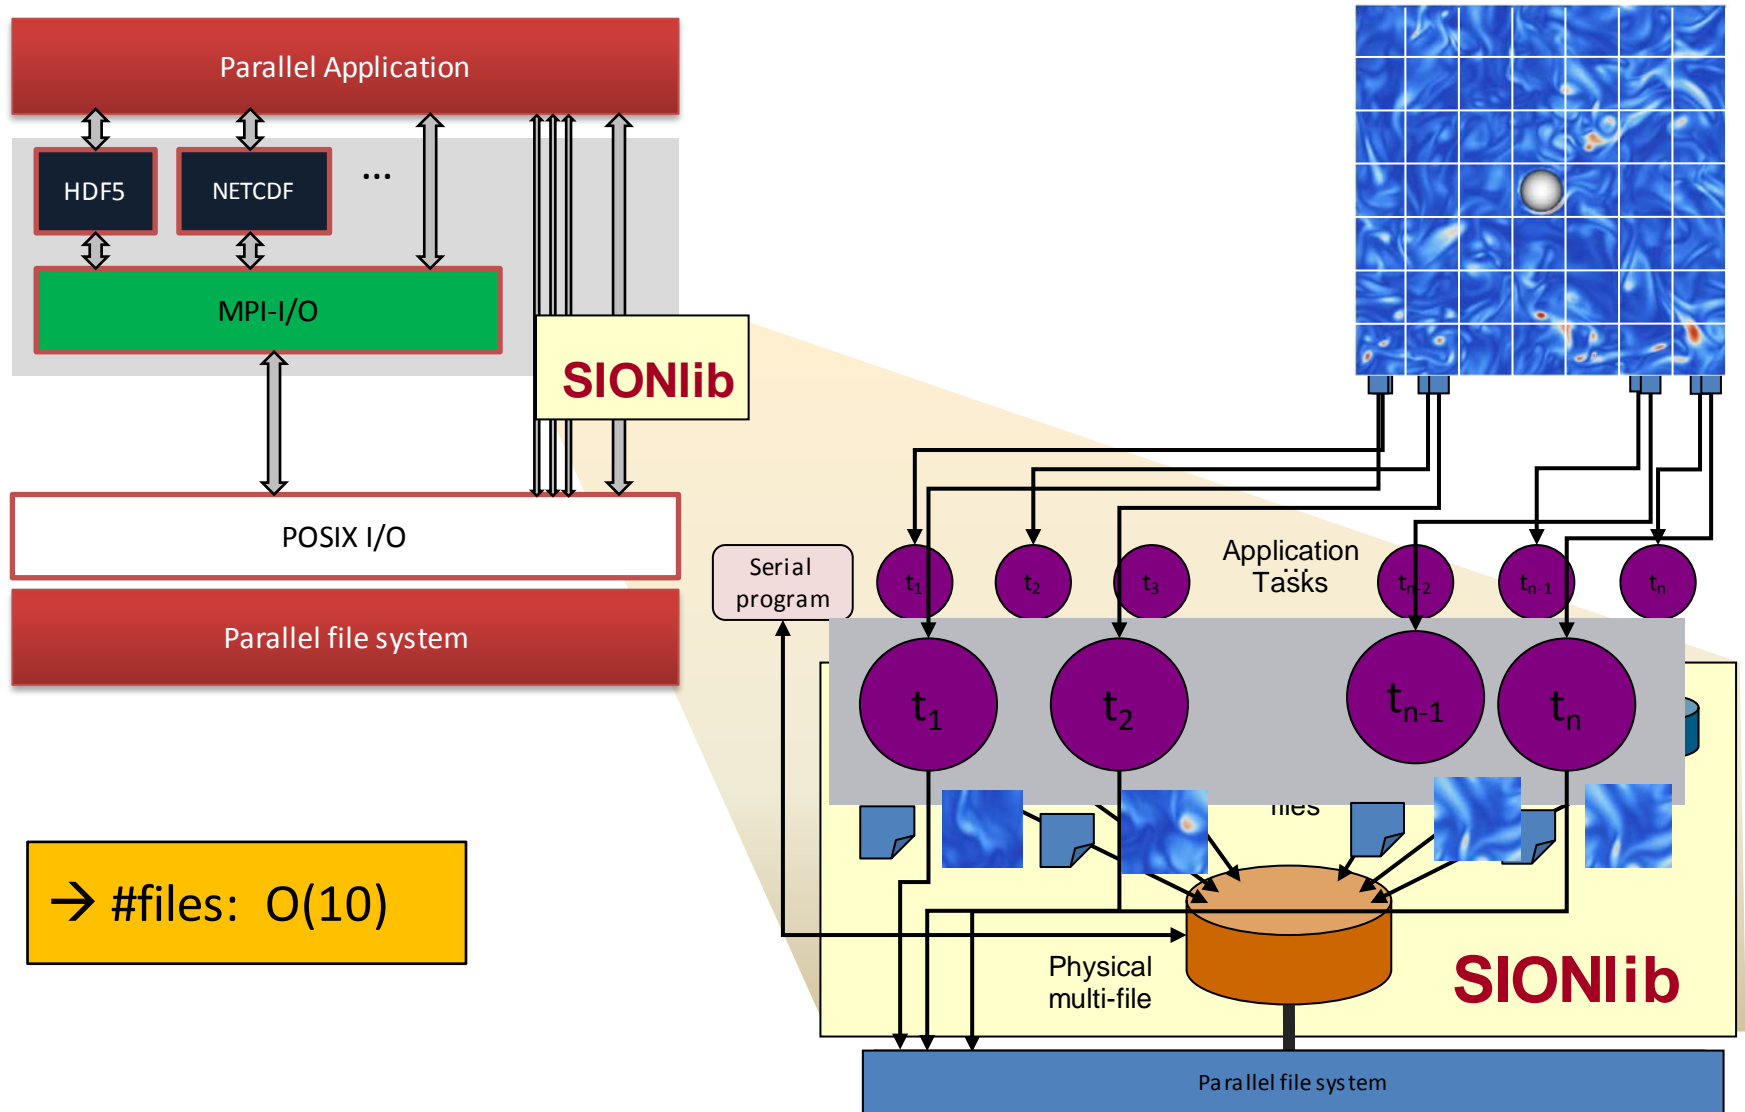 Parallel Application
HDF5
NETCDF
...
MPI-I/O
SIONlib
POSIX I/O
Parallel file system
→ #files: O(10)
Serial
program
t1
t2
t3
Application
...
Tasks
tn-2
tn-1
tn
t1
t2
tn-1
tn
files
Physical
multi-file
SIONlib
Parallel file system